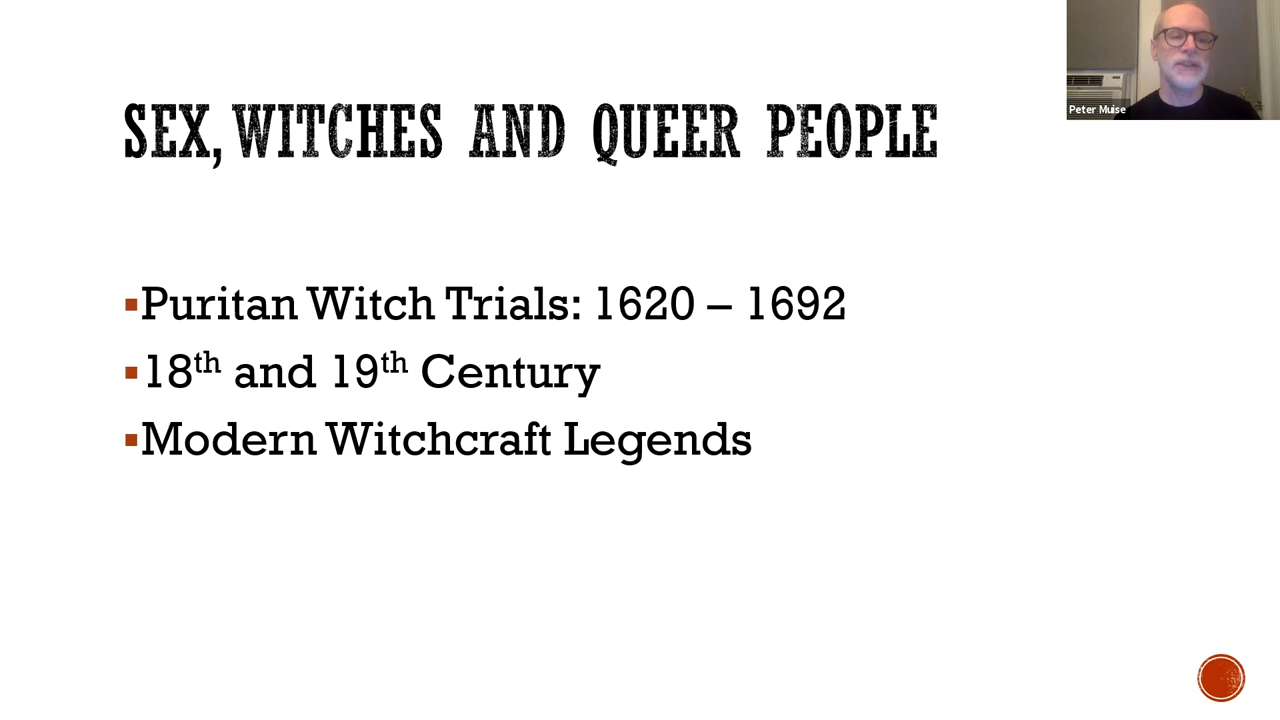 SEX, WITCHES AND QUEER PEOPLE
Peter Muise
▪Puritan Witch Trials: 1620 – 1692
▪18th and 19th Century
▪Modern Witchcraft Legends